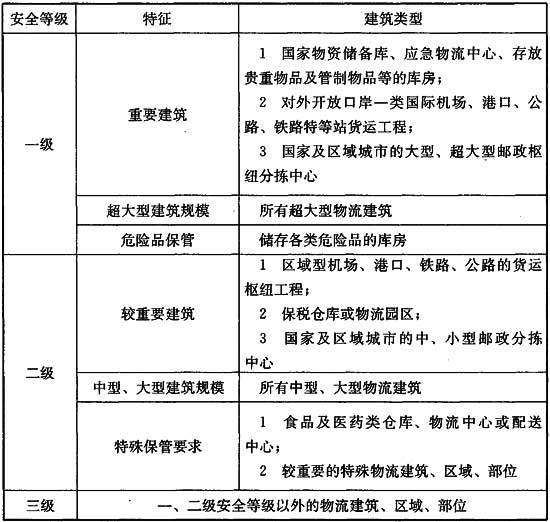 安全等级 特征 建筑类型
一级
重要建筑
1 国家物资储备库、应急物流中心、存放
贵重物品及管制物品等的库房；
2 对外开放口岸一类国际机场、港口、公
路、铁路特等站货运工程；
3 国家及区域城市的大型、超大型邮政枢
纽分拣中心
超大型建筑规模 所有超大型物流建筑
危险品保管 储存各类危险品的库房
二级
较重要建筑
1 区域型机场、港口、铁路、公路的货运
枢纽工程；
2 保税仓库或物流园区；
3 国家及区域城市的中、小型邮政分拣
中心
中型、大型建筑规模 所有中型、大型物流建筑
特殊保管要求
1 食品及医药类仓库、物流中心或配送
中心；
2 较重要的特殊物流建筑、区域、部位
三级 一、二级安全等级以外的物流建筑、区域、部位